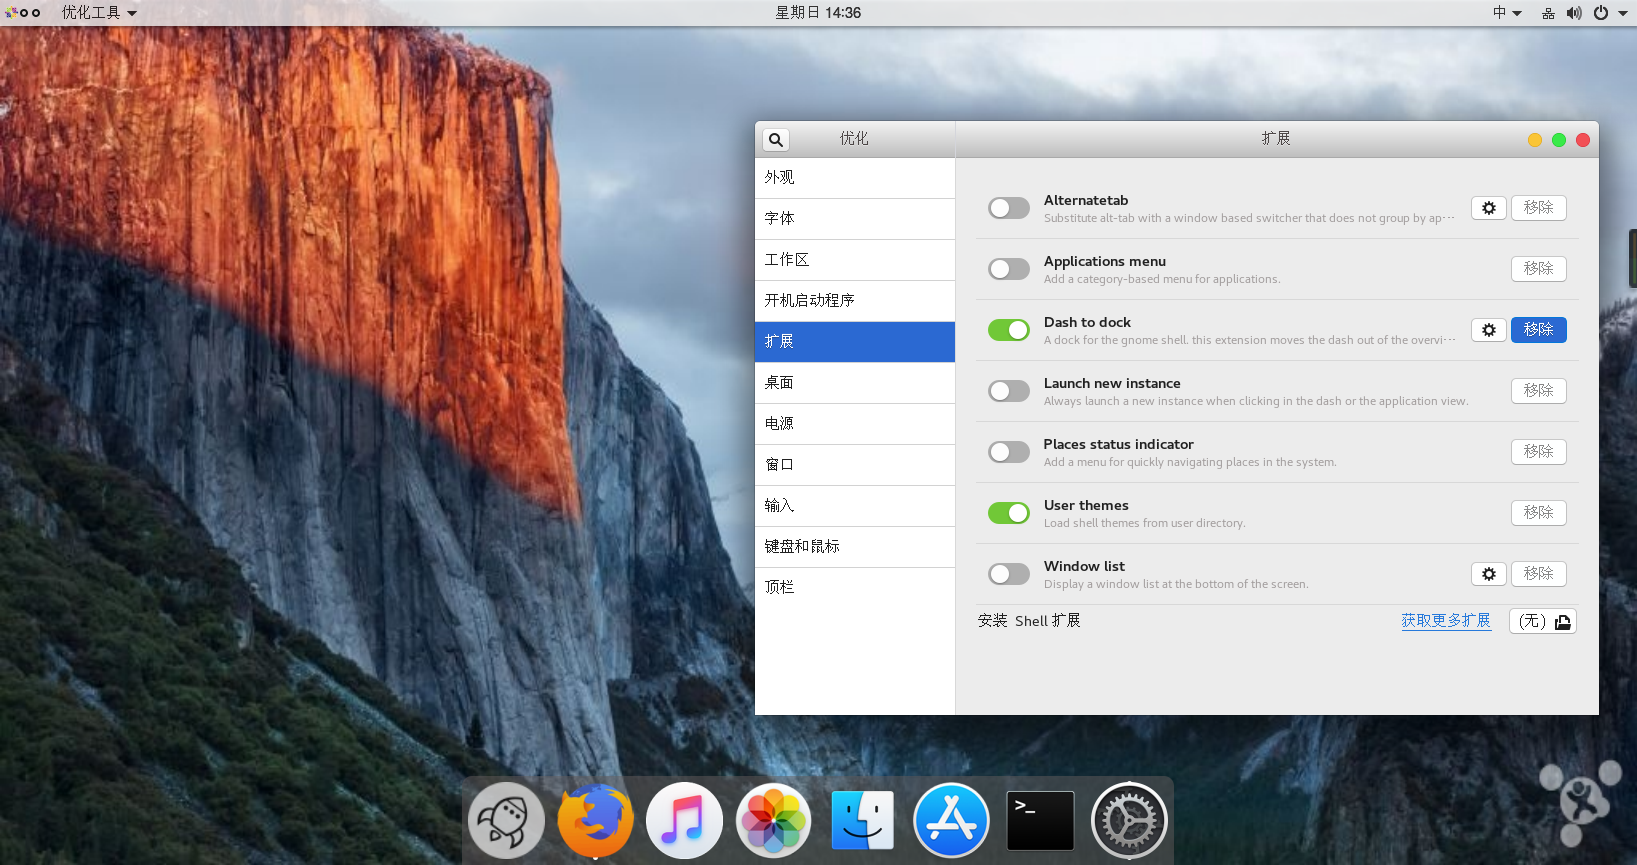 优化工具
星期日 14:36
中
优化
扩展
外观
字体
工作区
开机启动程序
扩展
桌面
电源
窗口
输入
键盘和鼠标
顶栏
Alternatetab
Substitute alt-tab with a window based switcher that does not group by ap…
移除
Applications menu
Add a category-based menu for applications.
移除
Dash to dock
A dock for the gnome shell. this extension moves the dash out of the overvi…
移除
Launch new instance
Always launch a new instance when clicking in the dash or the application view.
移除
Places status indicator
Add a menu for quickly navigating places in the system.
移除
User themes
Load shell themes from user directory.
移除
Window list
Display a window list at the bottom of the screen.
移除
安装 Shell 扩展
获取更多扩展
(无)
>_